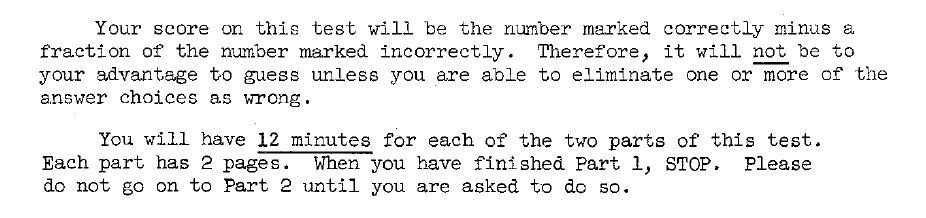 Your score on this test will be the number marked correctly minus a
fraction of the number marked incorrectly. Therefore, it will not be to
your advantage to guess unless you are able to eliminate one or more of the
answer choices as wrong.
You will have 12 minutes for each of the two parts of this test.
Each part has 2 pages. When you have finished Part 1, STOP. Please
do not go on to Part 2 until you are asked to do so.